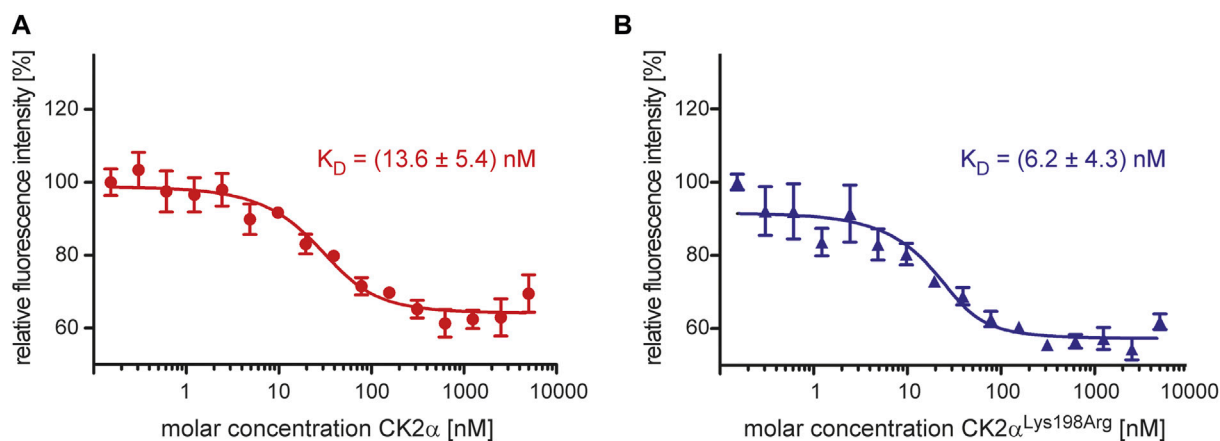 A
relative fluorescence intensity [%]
120
100
80
60
K_D = (13.6 ± 5.4) nM
1
10
100
1000
10000
molar concentration CK2α [nM]
B
relative fluorescence intensity [%]
120
100
80
60
K_D = (6.2 ± 4.3) nM
1
10
100
1000
10000
molar concentration CK2α^Lys198Arg [nM]